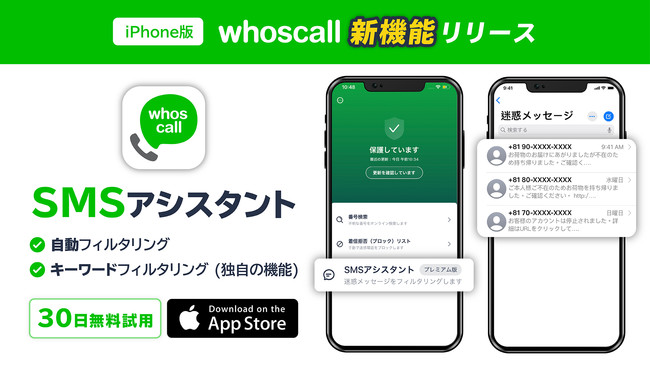 iPhone版
whoscall 新機能リリース
whos
call
SMSアシスタント
自動フィルタリング
キーワードフィルタリング (独自の機能)
30日無料試用
Download on the
App Store
10:48
保護しています
更新を確認しています
番号検索
着信拒否（ブロック）リスト
SMSアシスタント
プレミアム版
迷惑メッセージをフィルタリングします
9:41
迷惑メッセージ
検索する
+81 90-XXXX-XXXX
9:41 AM
お荷物のお届けにあがりましたが不在のた
め持ち帰りました。ご確認く....
+81 80-XXXX-XXXX
水曜日
ご本人様ご不在のためお荷物を持ち帰りま
した。ご確認ください。http:/....
+81 70-XXXX-XXXX
日曜日
お客様のアカウントは停止されました。詳
細はURLをクリックして....